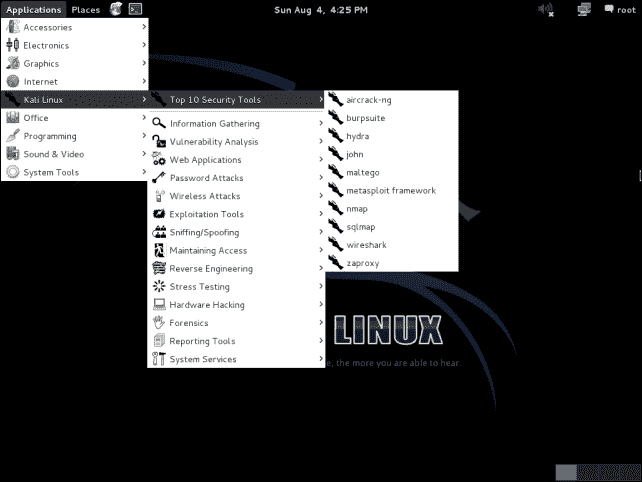 Applications Places Sun Aug 4, 4:25 PM root
Accessories
Electronics
Graphics
Internet
Kali Linux
Office
Programming
Sound & Video
System Tools
Top 10 Security Tools
Information Gathering
Vulnerability Analysis
Web Applications
Password Attacks
Wireless Attacks
Exploitation Tools
Sniffing/Spoofing
Maintaining Access
Reverse Engineering
Stress Testing
Hardware Hacking
Forensics
Reporting Tools
System Services
aircrack-ng
burpsuite
hydra
john
maltego
metasploit framework
nmap
sqlmap
wireshark
zaproxy
LINUX
, the more you are able to hear